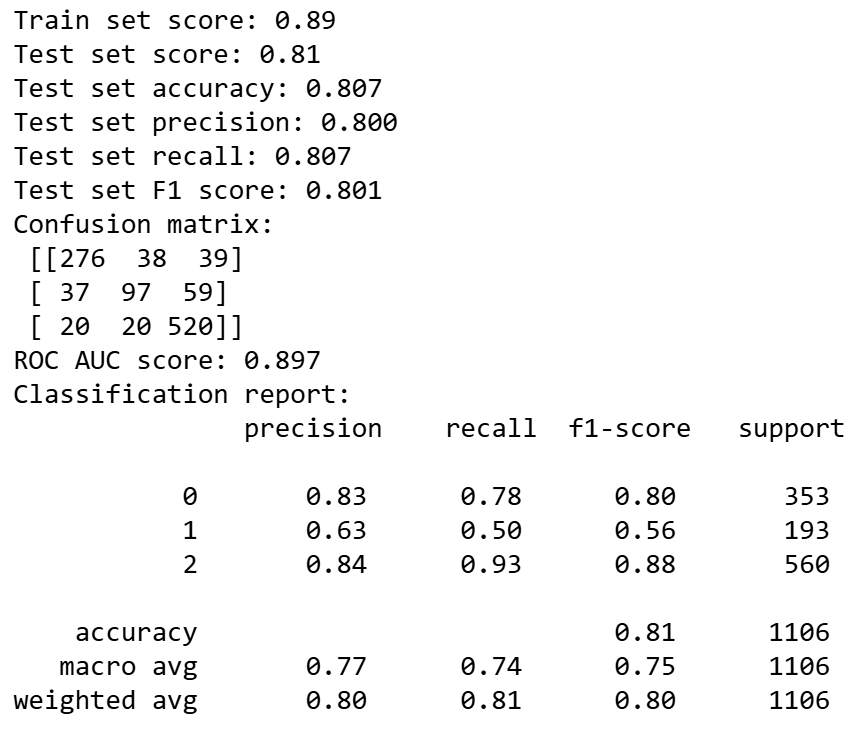 Train set score: 0.89
Test set score: 0.81
Test set accuracy: 0.807
Test set precision: 0.800
Test set recall: 0.807
Test set F1 score: 0.801
Confusion matrix:
 [[276  38  39]
 [ 37  97  59]
 [ 20  20 520]]
ROC AUC score: 0.897
Classification report:
               precision    recall  f1-score   support

           0       0.83      0.78      0.80       353
           1       0.63      0.50      0.56       193
           2       0.84      0.93      0.88       560

    accuracy                           0.81      1106
   macro avg       0.77      0.74      0.75      1106
weighted avg       0.80      0.81      0.80      1106